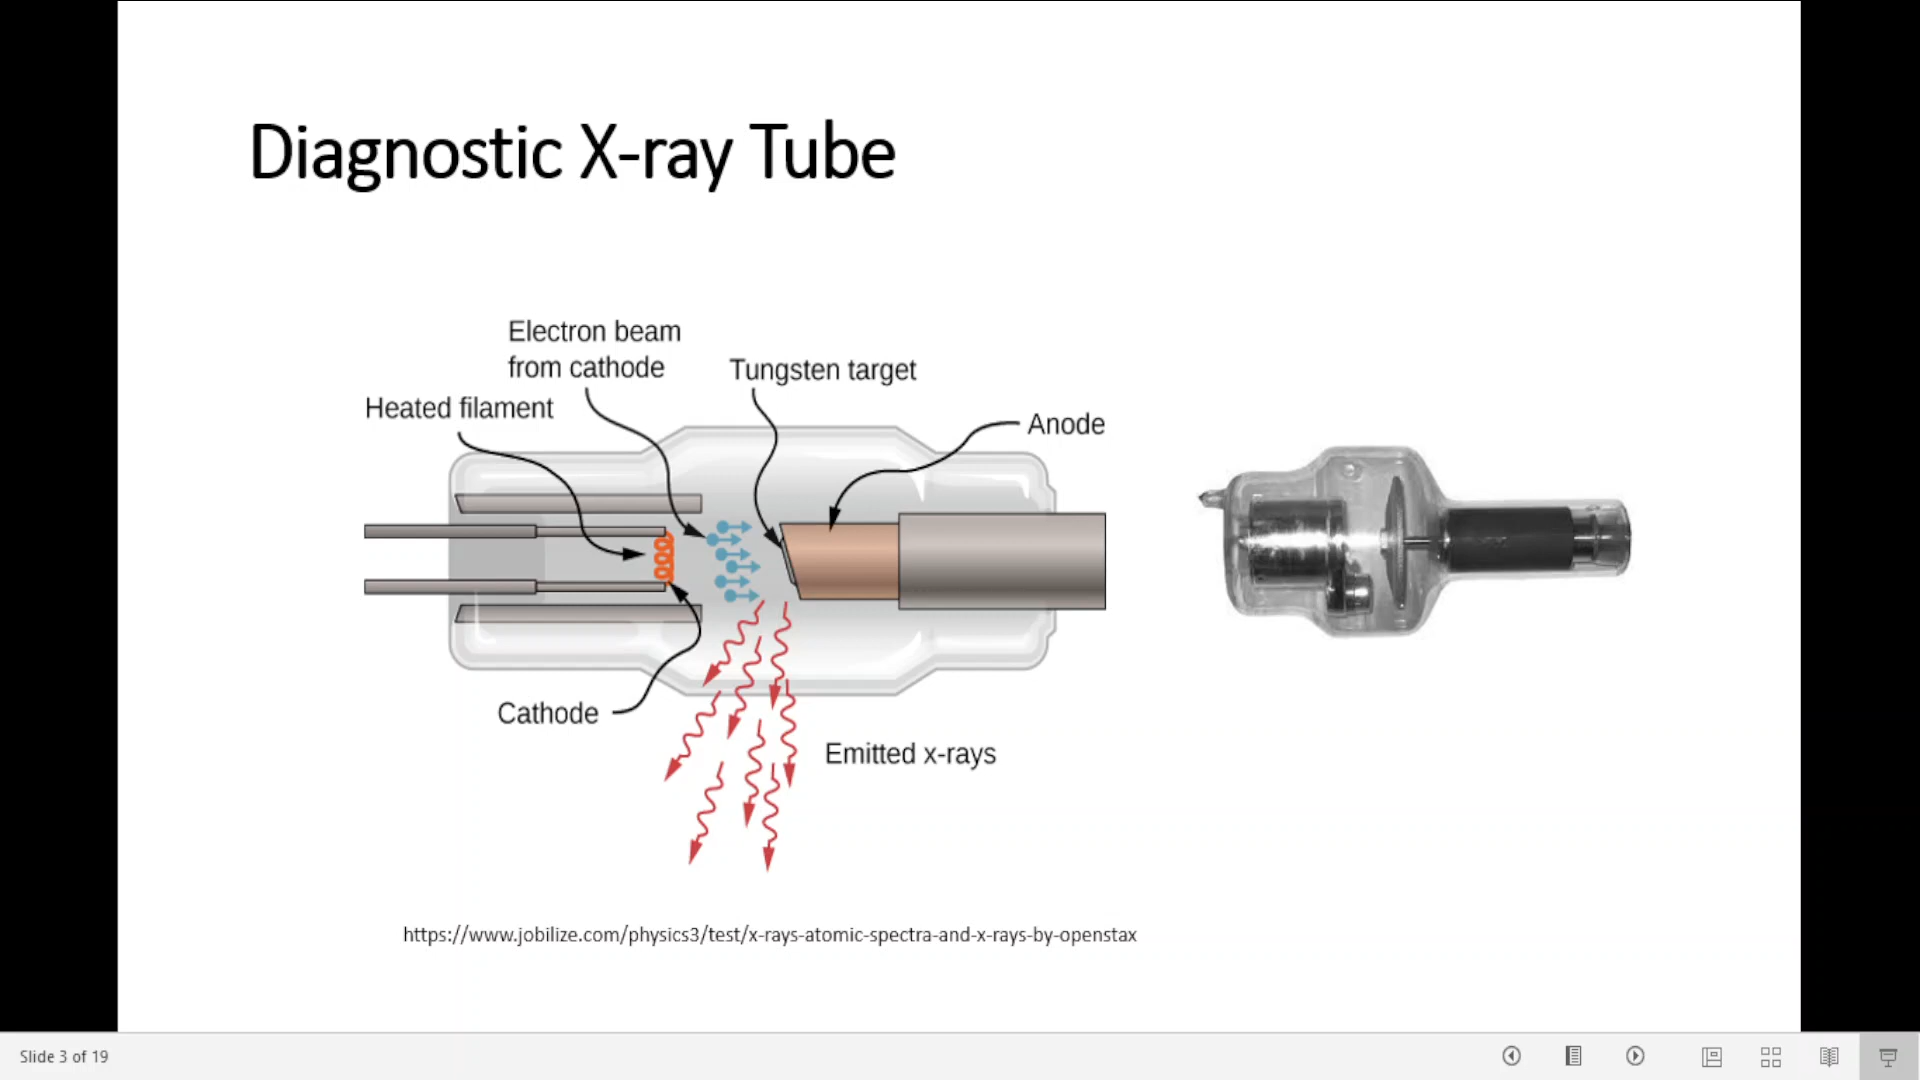 Diagnostic X-ray Tube
Electron beam
from cathode
Tungsten target
Heated filament
Anode
Cathode
Emitted x-rays
https://www.jobilize.com/physics3/test/x-rays-atomic-spectra-and-x-rays-by-openstax
Slide 3 of 19